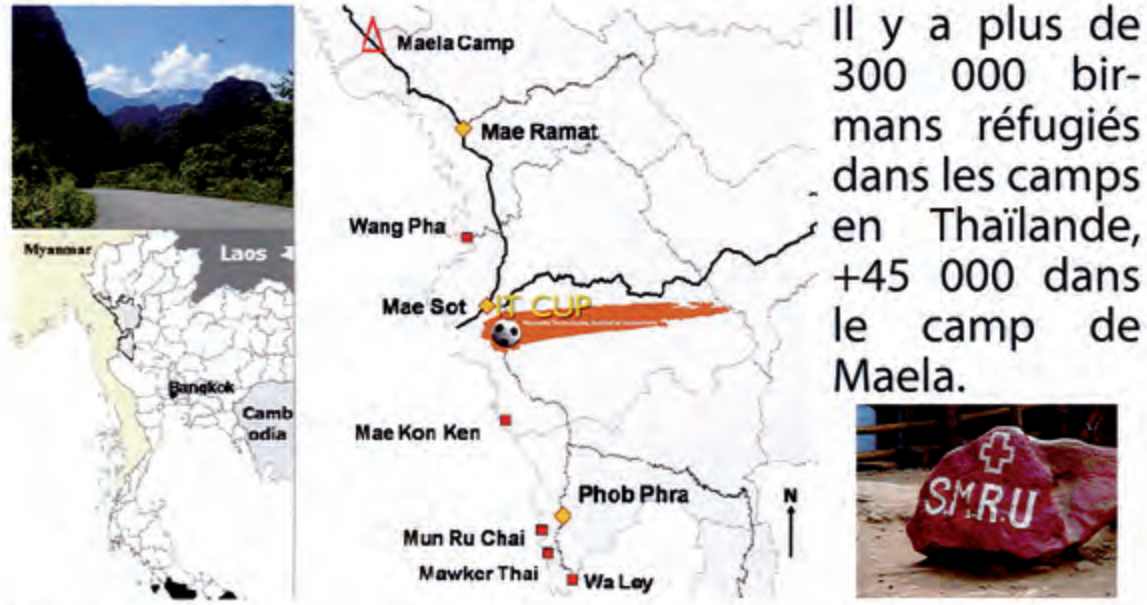 Il y a plus de
300 000 bir-
mans réfugiés
dans les camps
en Thaïlande,
+45 000 dans
le camp de
Maela.
Maela Camp
Mae Ramat
Wang Pha
Mae Sot
IT CUP
Mae Kon Ken
Phob Phra
N
Mun Ru Chai
Mawker Thai
Wa Ley
Myanmar
Laos
Bangkok
Camb
odia
S.M.R.U